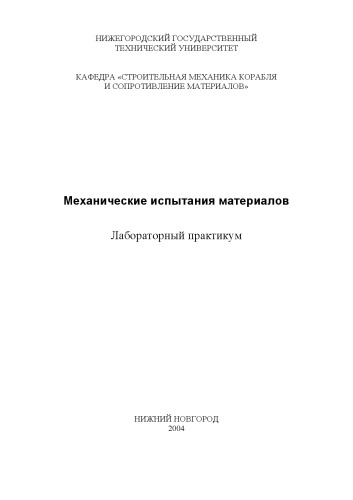 НИЖЕГОРОДСКИЙ ГОСУДАРСТВЕННЫЙ
ТЕХНИЧЕСКИЙ УНИВЕРСИТЕТ
КАФЕДРА «СТРОИТЕЛЬНАЯ МЕХАНИКА КОРАБЛЯ
И СОПРОТИВЛЕНИЕ МАТЕРИАЛОВ»
Механические испытания материалов
Лабораторный практикум
НИЖНИЙ НОВГОРОД
2004